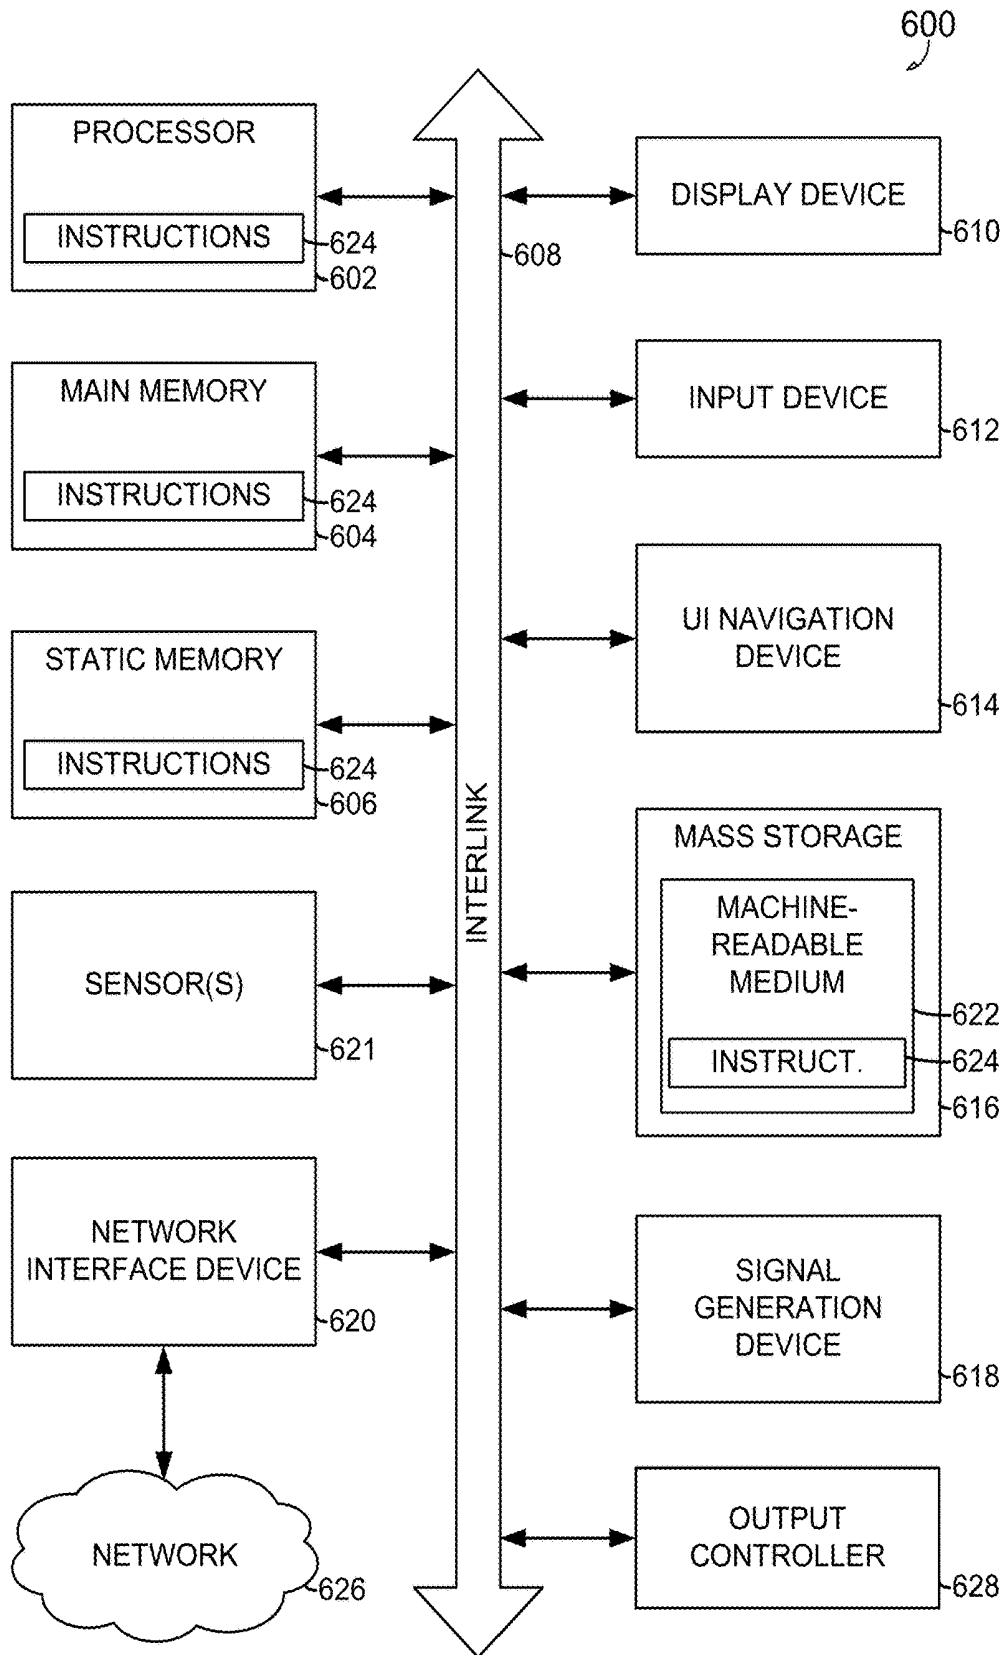 600
PROCESSOR
INSTRUCTIONS
624
602
MAIN MEMORY
INSTRUCTIONS
624
604
STATIC MEMORY
INSTRUCTIONS
624
606
SENSOR(S)
621
NETWORK
INTERFACE DEVICE
620
NETWORK
626
INTERLINK
608
DISPLAY DEVICE
610
INPUT DEVICE
612
UI NAVIGATION
DEVICE
614
MASS STORAGE
MACHINE-
READABLE
MEDIUM
622
INSTRUCT.
624
616
SIGNAL
GENERATION
DEVICE
618
OUTPUT
CONTROLLER
628